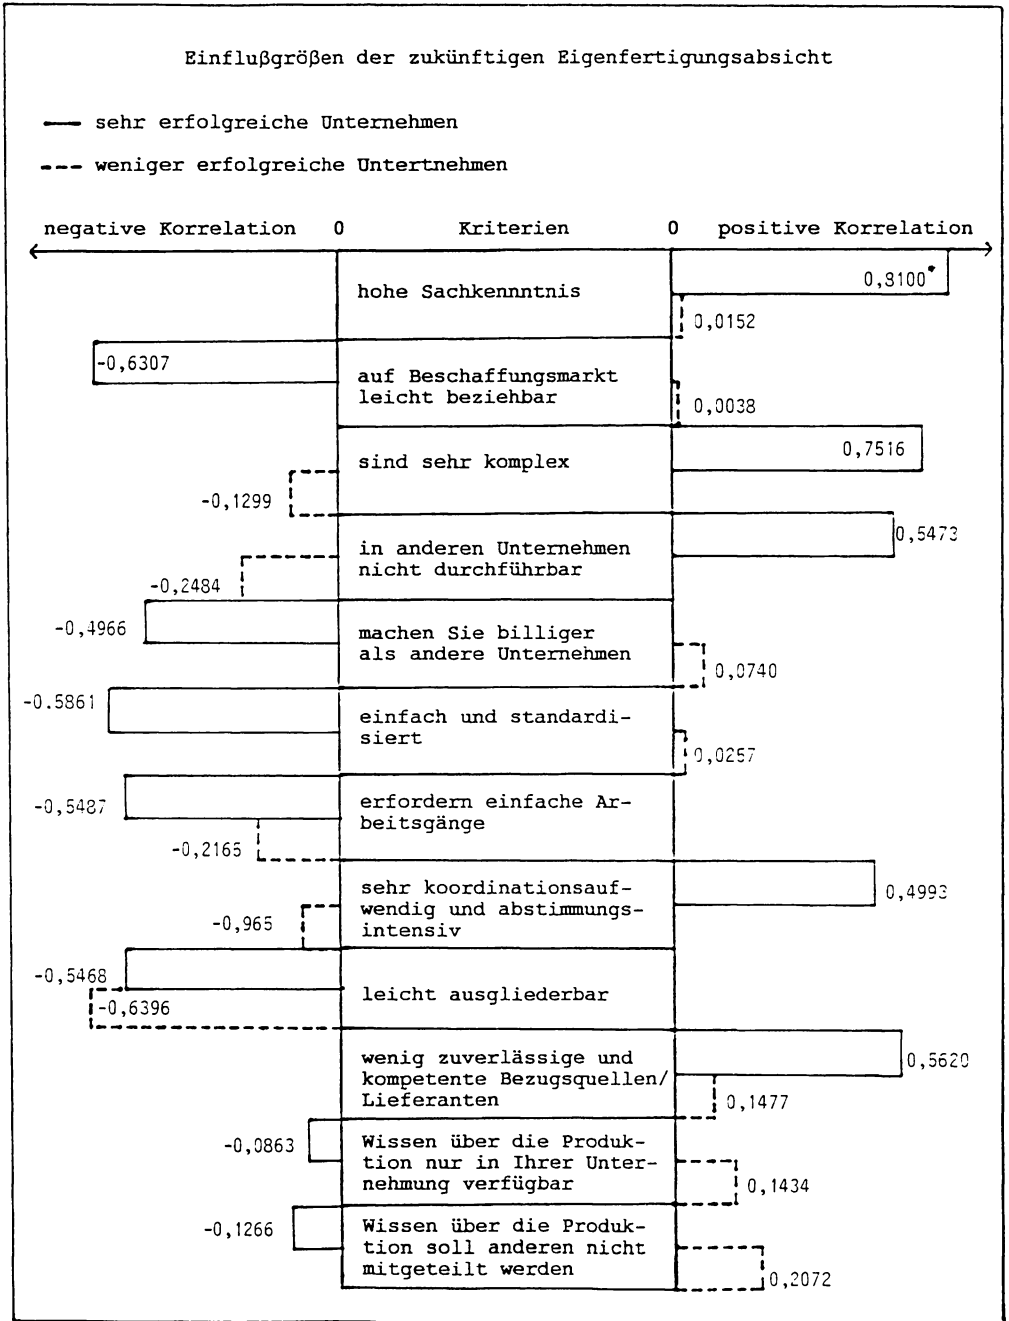 Einflußgrößen der zukünftigen Eigenfertigungsabsicht
sehr erfolgreiche Unternehmen
weniger erfolgreiche Untertnehmen
negative Korrelation 0 Kriterien 0 positive Korrelation
0,8100*
hohe Sachkennntnis
0,0152
-0,6307
auf Beschaffungsmarkt
leicht beziehbar
0,0038
0,7516
sind sehr komplex
-0,1299
0,5473
in anderen Unternehmen
nicht durchführbar
-0,2484
-0,4966
machen Sie billiger
als andere Unternehmen
0,0740
-0.5861
einfach und standardi-
siert
0,0257
-0,5487
erfordern einfache Ar-
beitsgänge
-0,2165
sehr koordinationsauf-
wendig und abstimmungs-
intensiv
0,4993
-0,965
-0,5468
leicht ausgliederbar
-0,6396
wenig zuverlässige und
kompetente Bezugsquellen/
Lieferanten
0,5620
0,1477
-0,0863
Wissen über die Produk-
tion nur in Ihrer Unter-
nehmung verfügbar
0,1434
-0,1266
Wissen über die Produk-
tion soll anderen nicht
mitgeteilt werden
0,2072